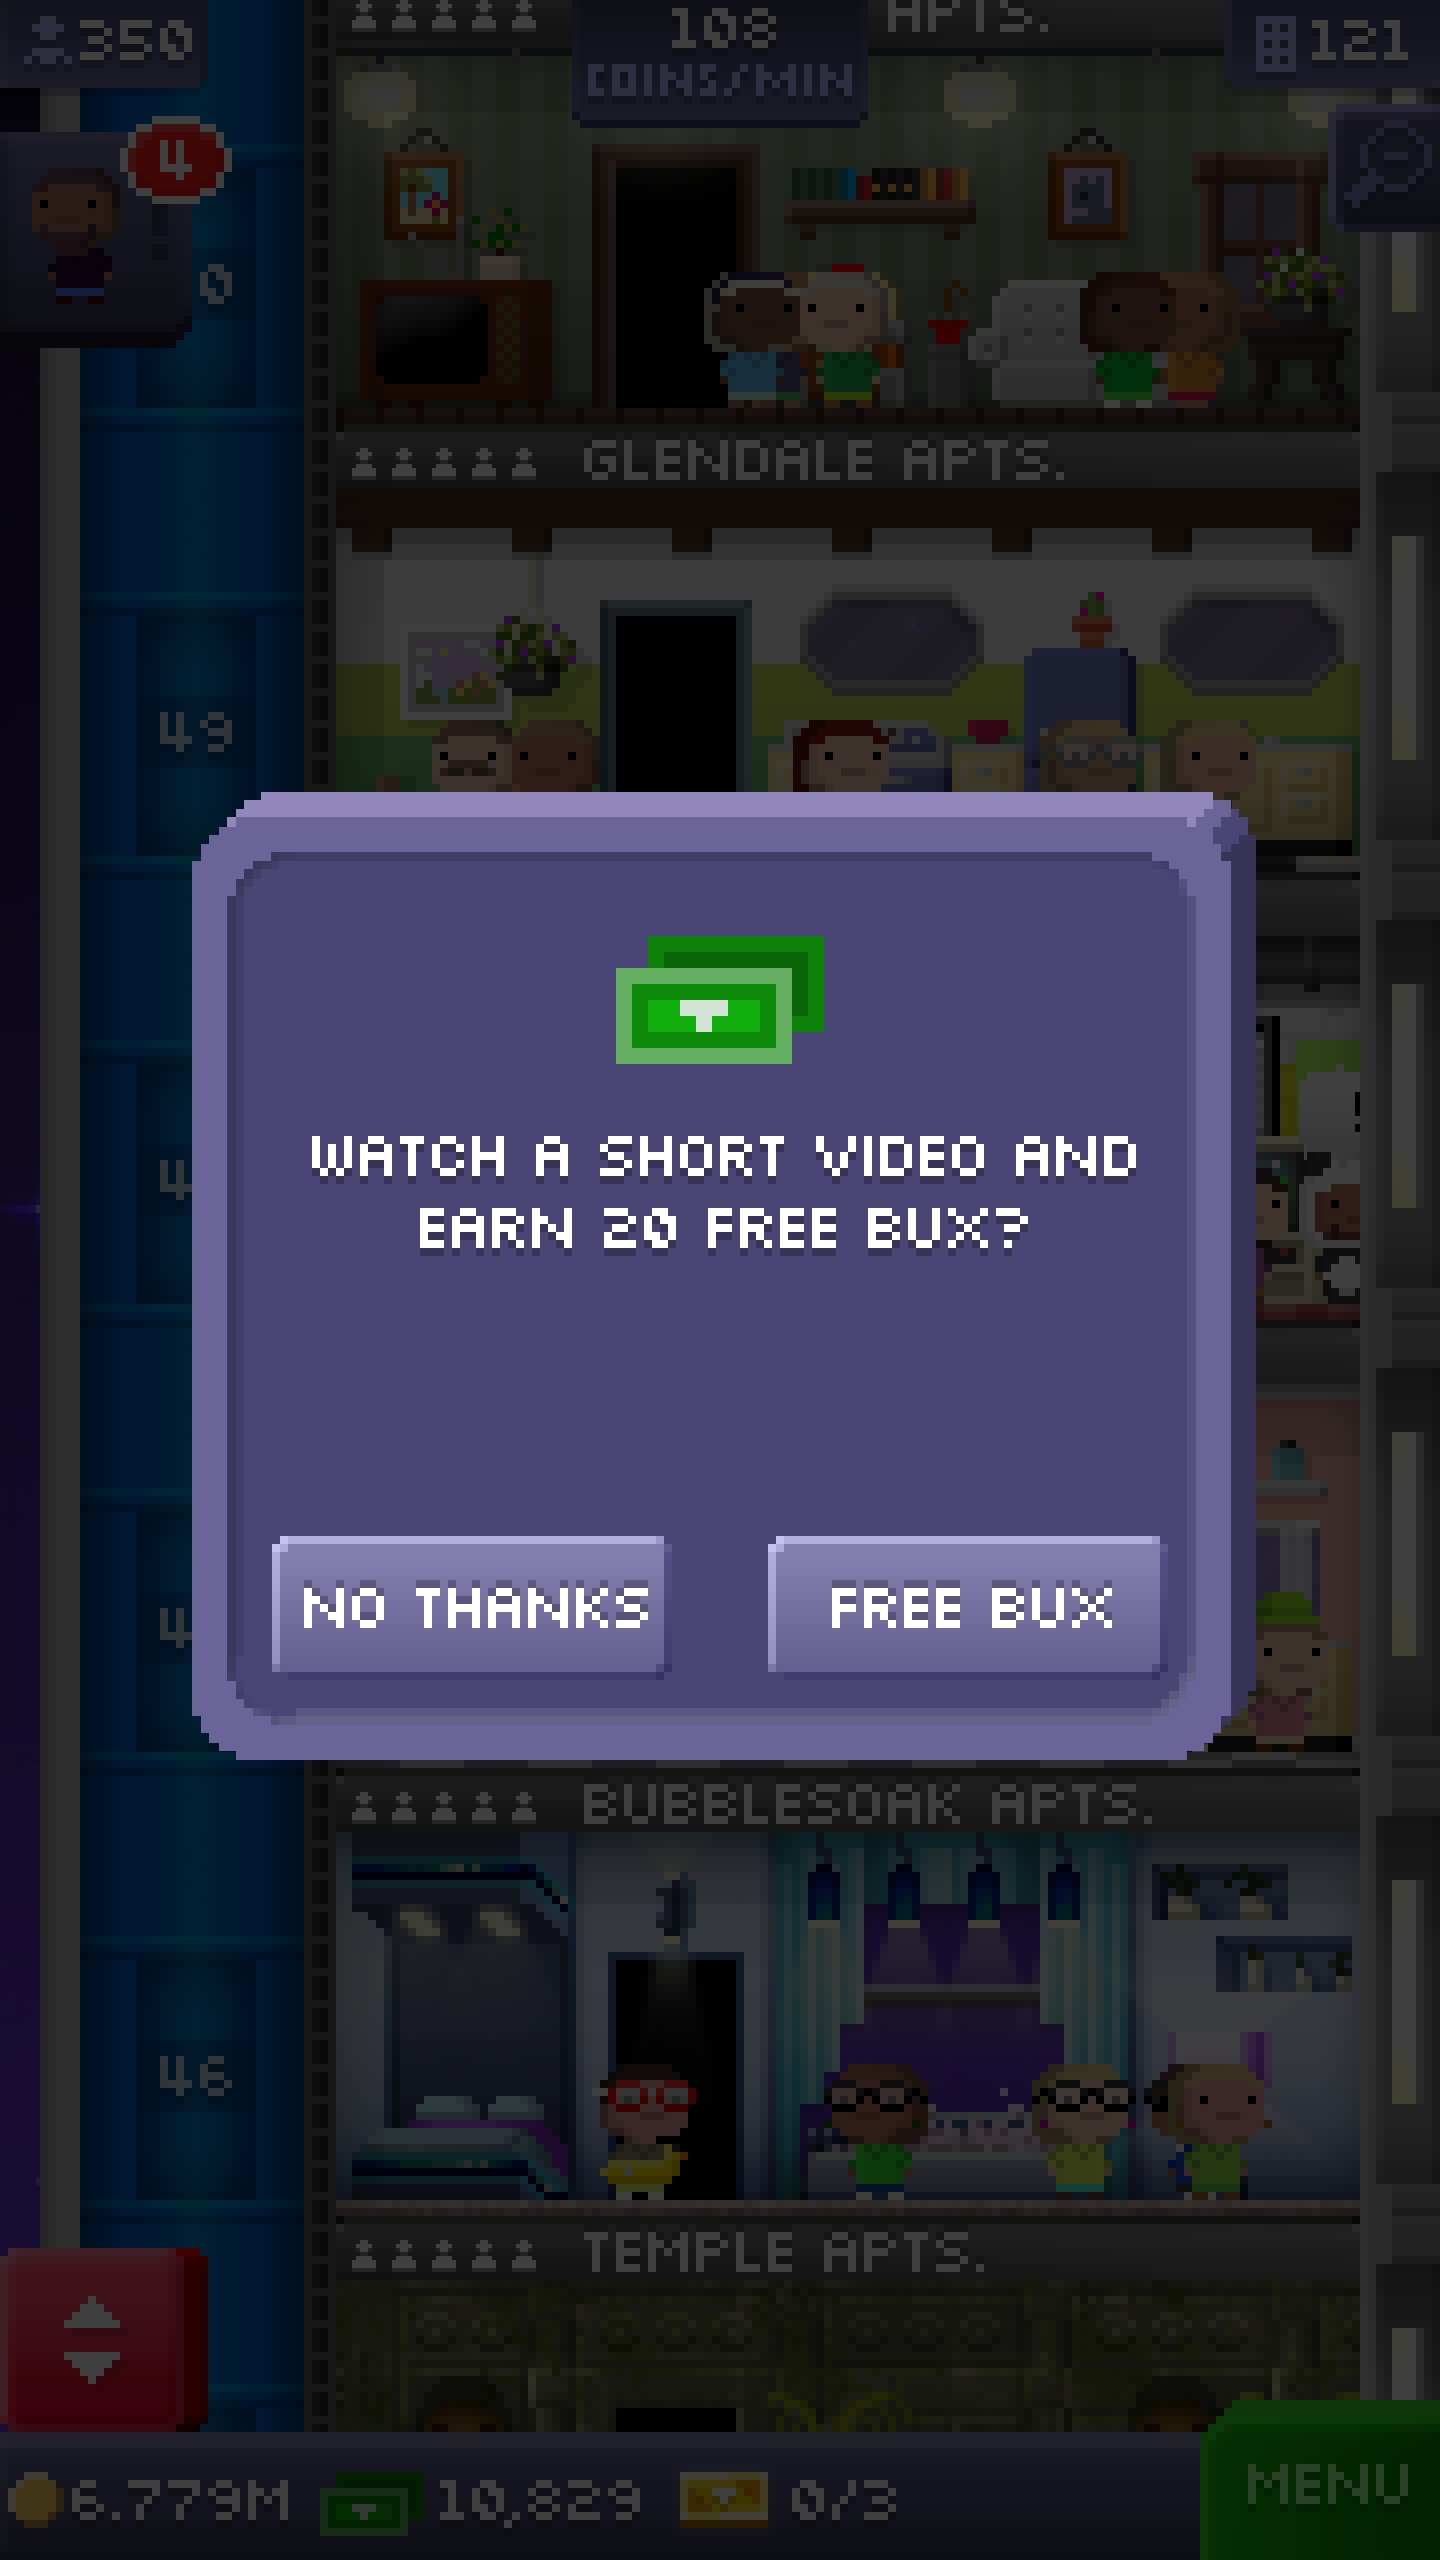 350
108
COINS/MIN
APTS.
121
4
0
GLENDALE APTS.
49
WATCH A SHORT VIDEO AND
EARN 20 FREE BUX?
4
4
NO THANKS
FREE BUX
BUBBLESOAK APTS.
46
TEMPLE APTS.
6.779M
10,829
0/3
MENU